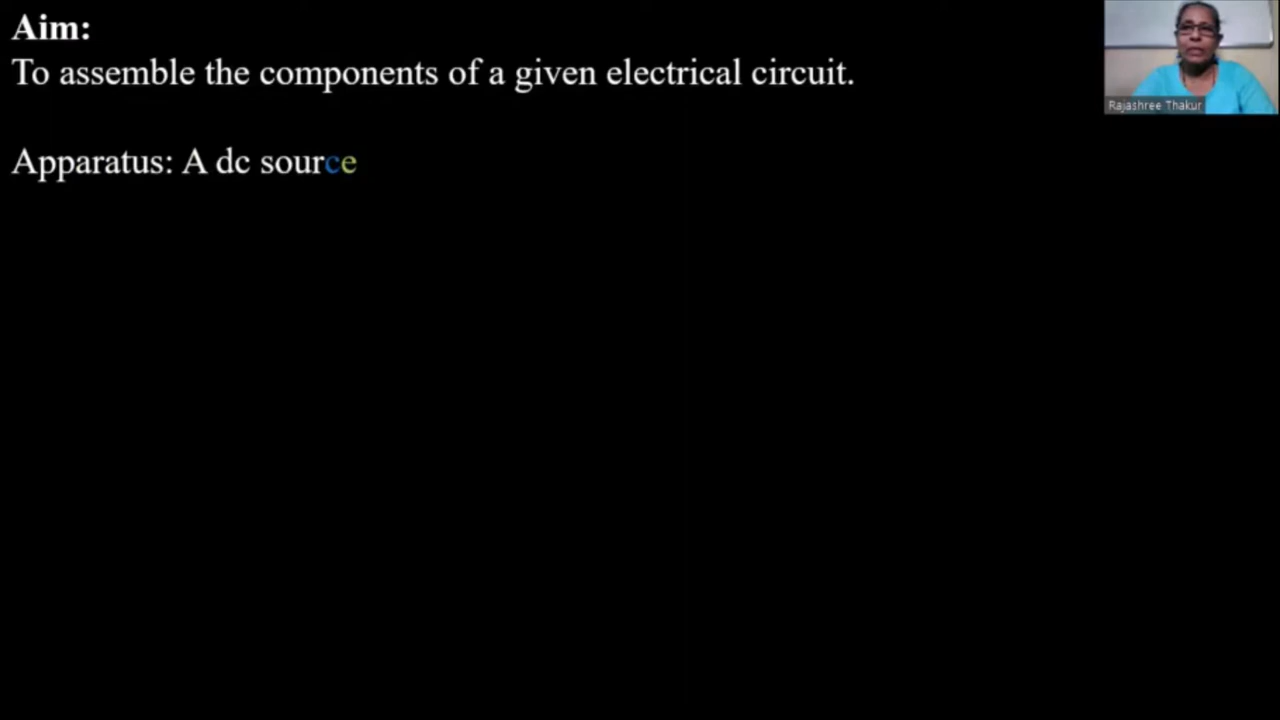 Aim:
To assemble the components of a given electrical circuit.
Apparatus: A dc source
Rajashree Thakur